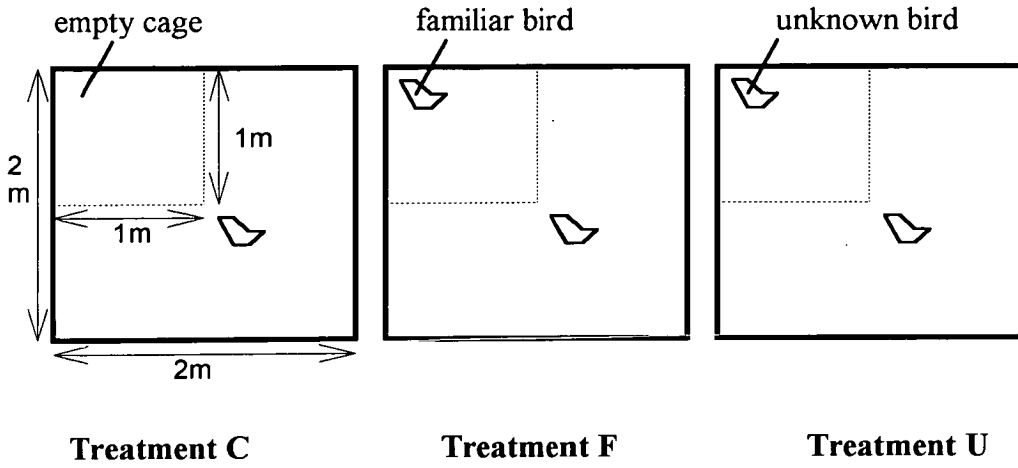 empty cage
familiar bird
unknown bird
2
m
1m
1m
2m
Treatment C
Treatment F
Treatment U